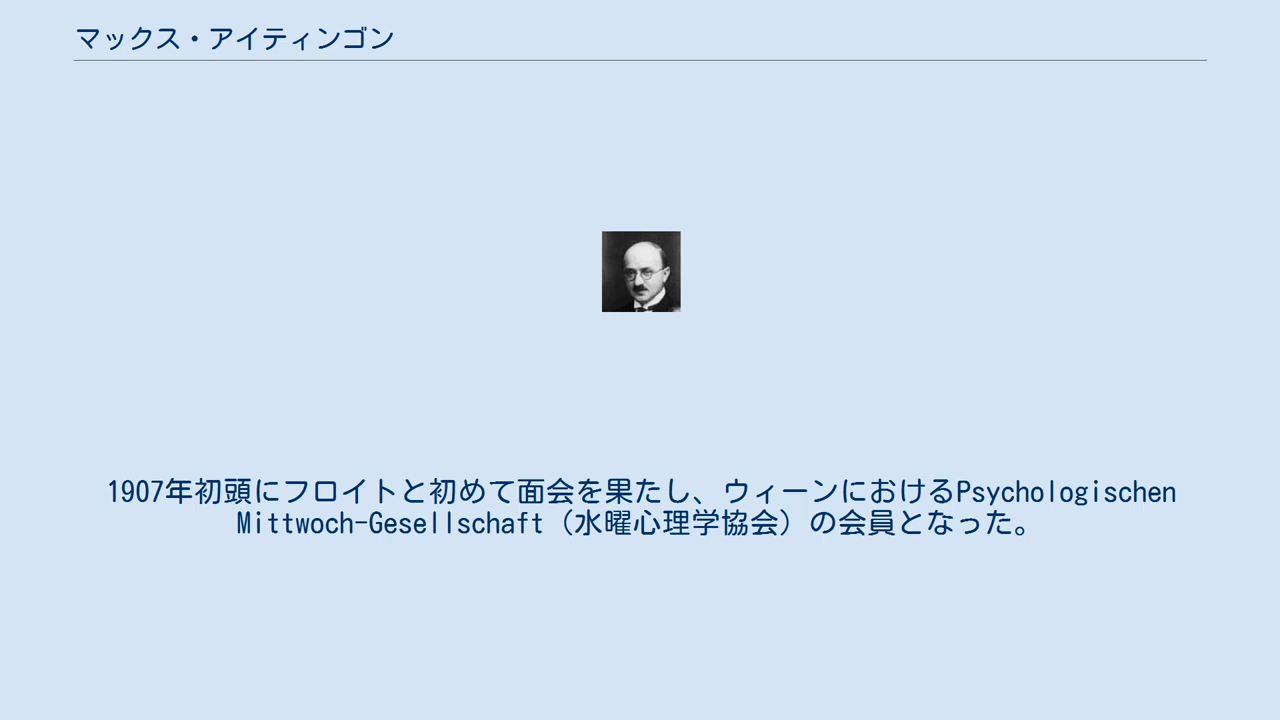 マックス・アイティンゴン
1907年初頭にフロイトと初めて面会を果たし、ウィーンにおけるPsychologischen
Mittwoch-Gesellschaft（水曜心理学協会）の会員となった。